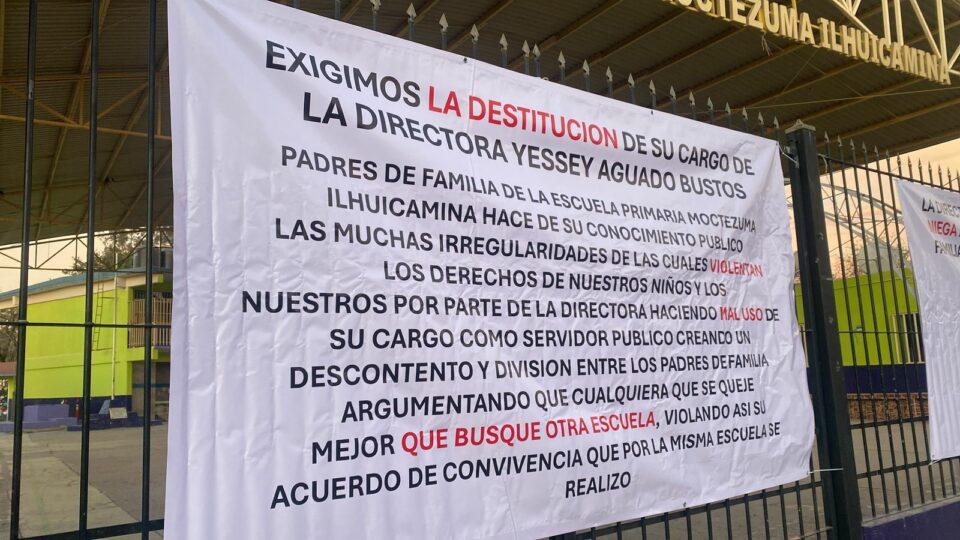 MOCTEZUMA ILHUICAMINA
EXIGIMOS LA DESTITUCION DE SU CARGO DE
LA DIRECTORA YESSEY AGUADO BUSTOS
PADRES DE FAMILIA DE LA ESCUELA PRIMARIA MOCTEZUMA
ILHUICAMINA HACE DE SU CONOCIMIENTO PUBLICO
LAS MUCHAS IRREGULARIDADES DE LAS CUALES VIOLENTAN
LOS DERECHOS DE NUESTROS NIÑOS Y LOS
NUESTROS POR PARTE DE LA DIRECTORA HACIENDO MAL USO DE
SU CARGO COMO SERVIDOR PUBLICO CREANDO UN
DESCONTENTO Y DIVISION ENTRE LOS PADRES DE FAMILIA
ARGUMENTANDO QUE CUALQUIERA QUE SE QUEJE
MEJOR QUE BUSQUE OTRA ESCUELA, VIOLANDO ASI SU
ACUERDO DE CONVIVENCIA QUE POR LA MISMA ESCUELA SE
REALIZO
LA DIRECT
NIEGA
FAMILIA